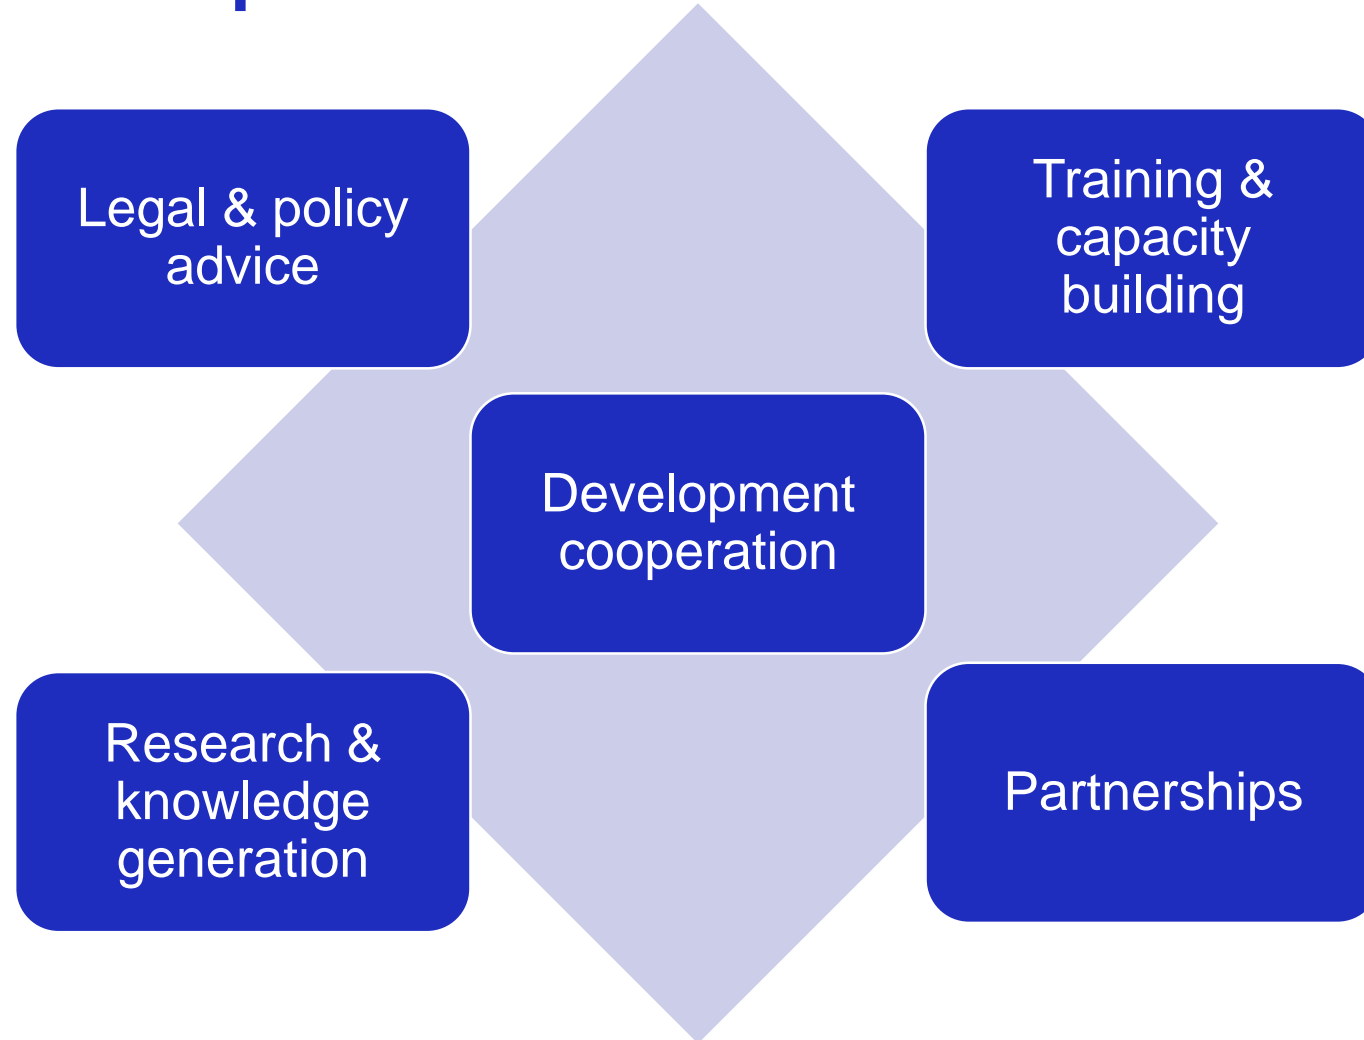 Legal & policy
advice
Training &
capacity
building
Development
cooperation
Research &
knowledge
generation
Partnerships